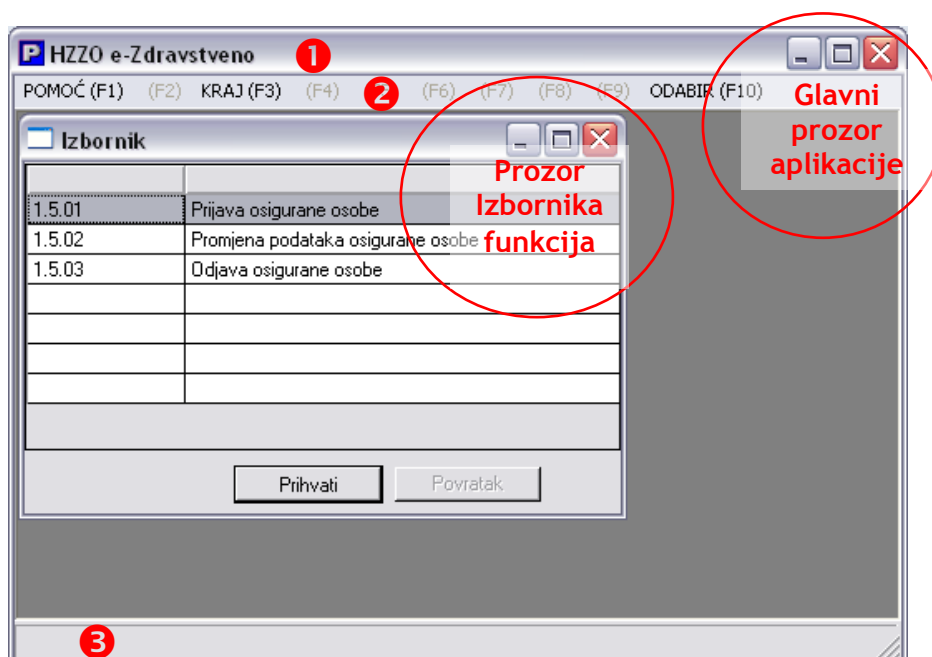 P HZZO e-Zdravstveno 1
POMOĆ (F1) (F2) KRAJ (F3) (F4) 2 (F6) (F7) (F8) (F9) ODABIR (F10)
Glavni
prozor
aplikacije
Izbornik
Prozor
Izbornika
funkcija
1.5.01 Prijava osigurane osobe
1.5.02 Promjena podataka osigurane osobe
1.5.03 Odjava osigurane osobe
Prihvati Povratak
3